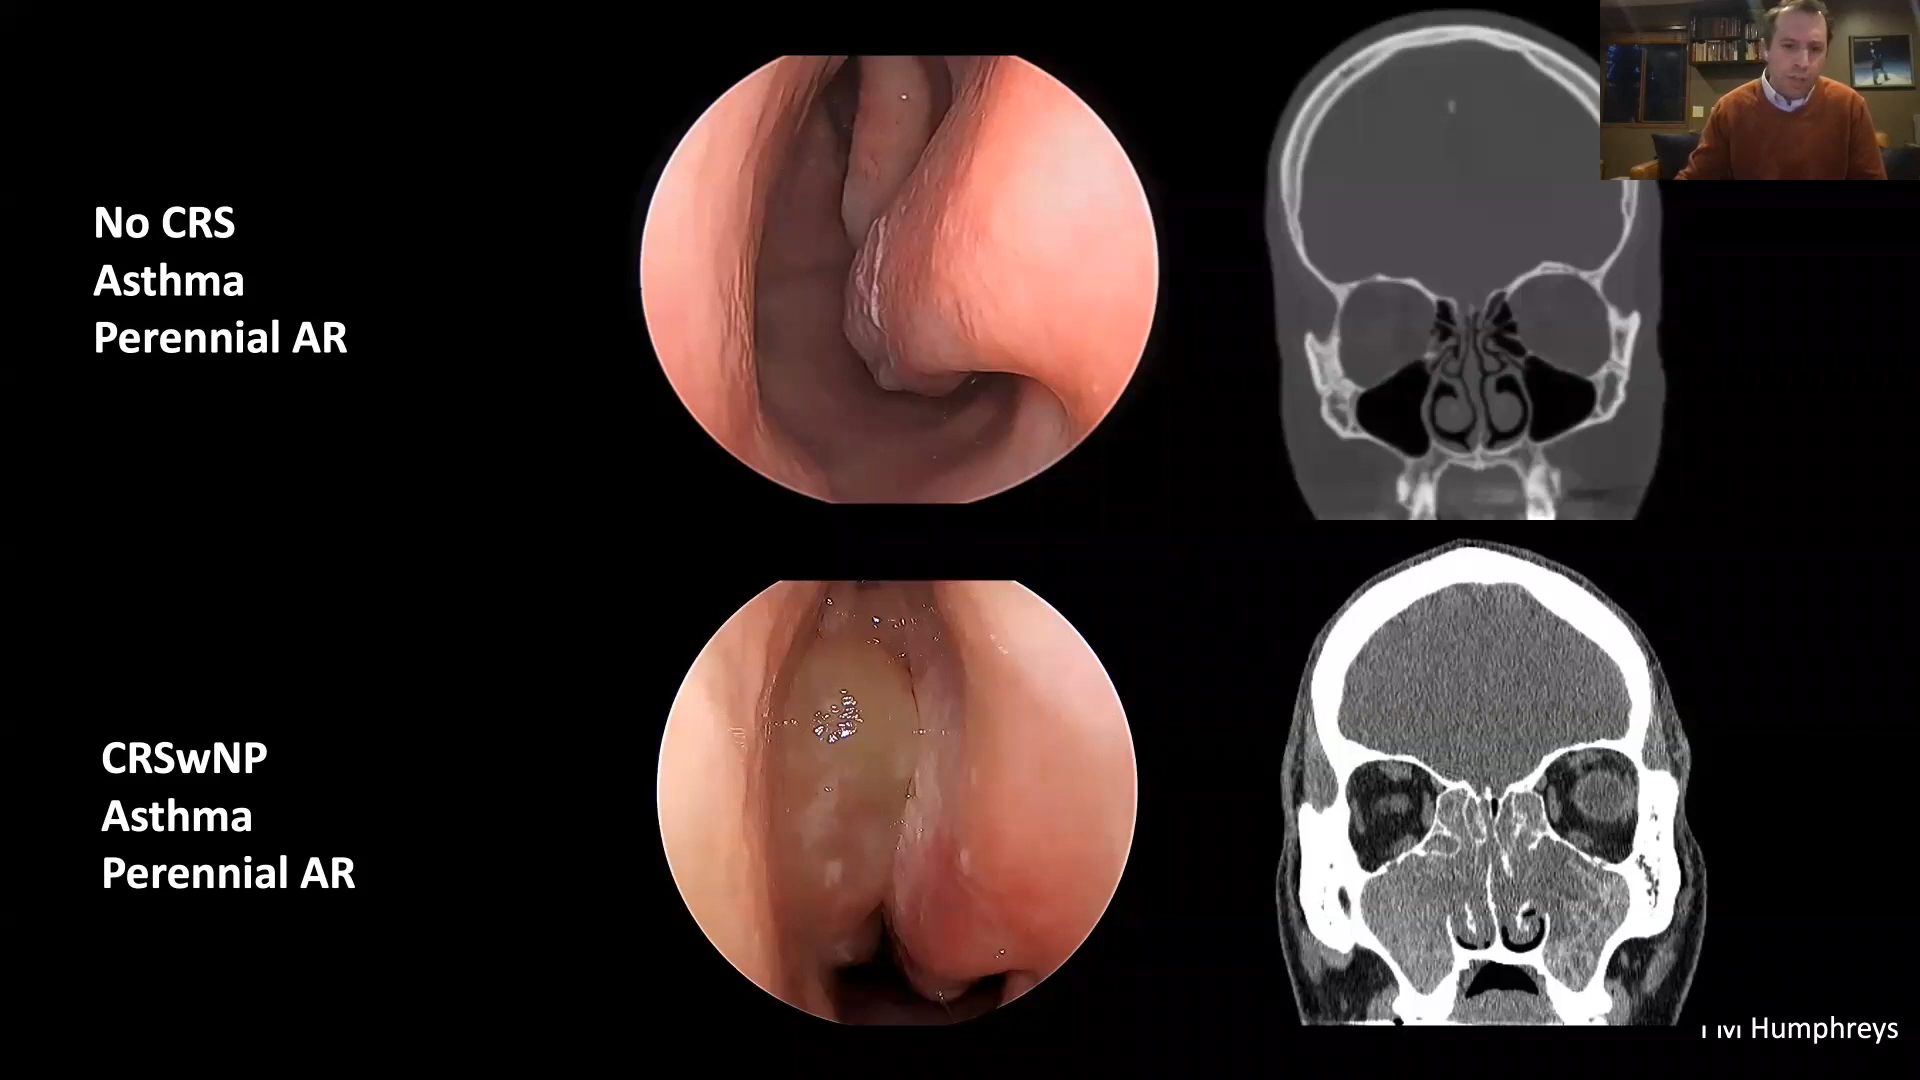 No CRS
Asthma
Perennial AR
CRSwNP
Asthma
Perennial AR
Humphreys